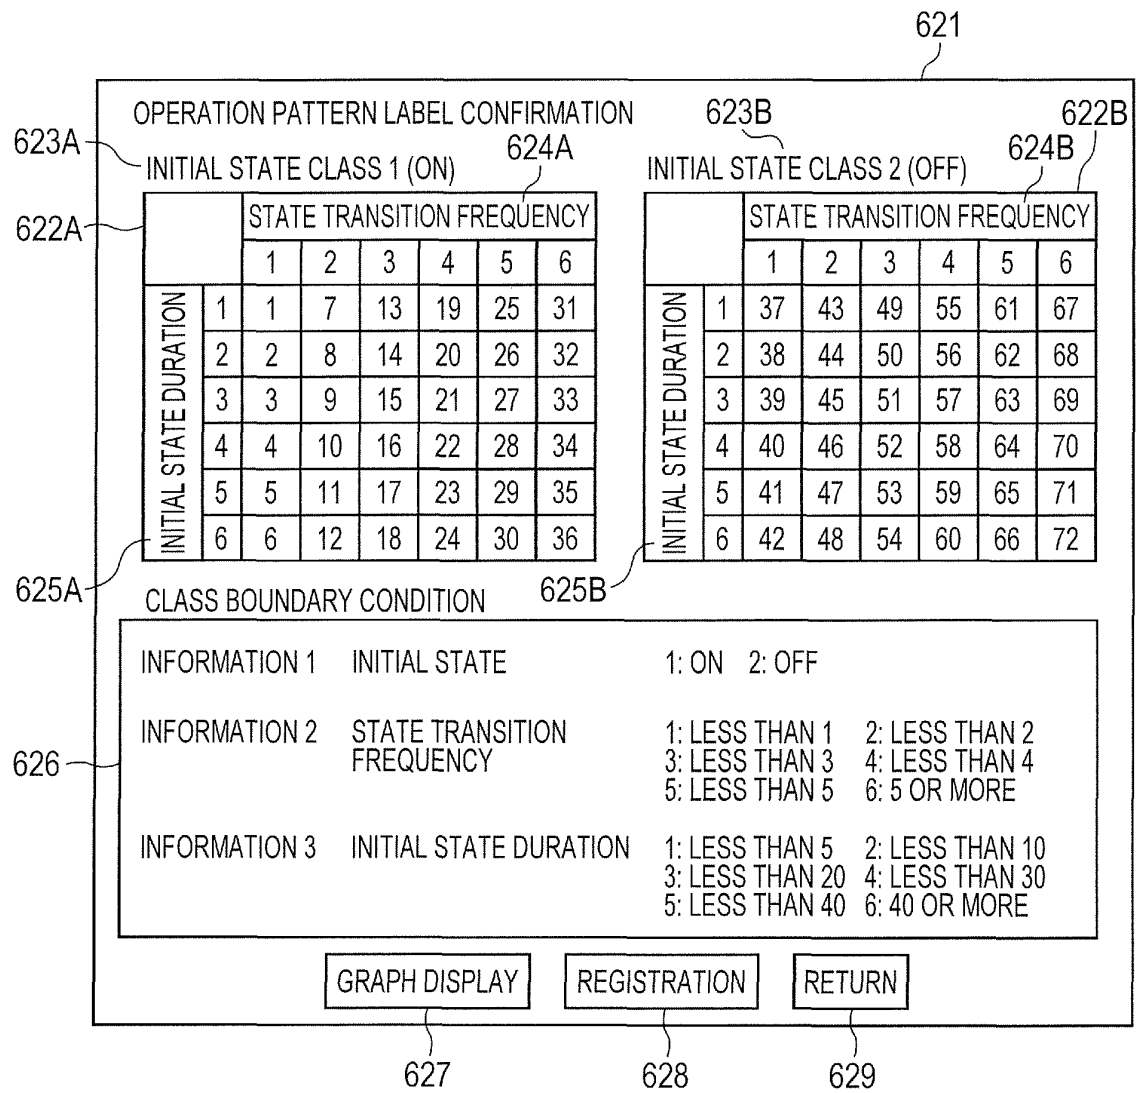 621
OPERATION PATTERN LABEL CONFIRMATION
623A
INITIAL STATE CLASS 1 (ON)
624A
623B
INITIAL STATE CLASS 2 (OFF)
624B
622B
622A
STATE TRANSITION FREQUENCY
1 2 3 4 5 6
INITIAL STATE DURATION
1 1 7 13 19 25 31
2 2 8 14 20 26 32
3 3 9 15 21 27 33
4 4 10 16 22 28 34
5 5 11 17 23 29 35
6 6 12 18 24 30 36
625A
STATE TRANSITION FREQUENCY
1 2 3 4 5 6
INITIAL STATE DURATION
1 37 43 49 55 61 67
2 38 44 50 56 62 68
3 39 45 51 57 63 69
4 40 46 52 58 64 70
5 41 47 53 59 65 71
6 42 48 54 60 66 72
625B
CLASS BOUNDARY CONDITION
626
INFORMATION 1 INITIAL STATE 1: ON 2: OFF
INFORMATION 2 STATE TRANSITION 1: LESS THAN 1 2: LESS THAN 2
FREQUENCY 3: LESS THAN 3 4: LESS THAN 4
5: LESS THAN 5 6: 5 OR MORE
INFORMATION 3 INITIAL STATE DURATION 1: LESS THAN 5 2: LESS THAN 10
3: LESS THAN 20 4: LESS THAN 30
5: LESS THAN 40 6: 40 OR MORE
GRAPH DISPLAY REGISTRATION RETURN
627 628 629